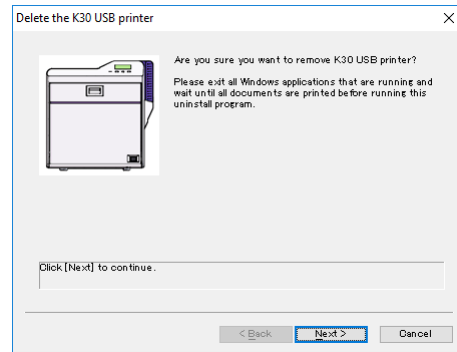 Delete the K30 USB printer
Are you sure you want to remove K30 USB printer?
Please exit all Windows applications that are running and
wait until all documents are printed before running this
uninstall program.
Click [Next] to continue.
< Back
Next >
Cancel